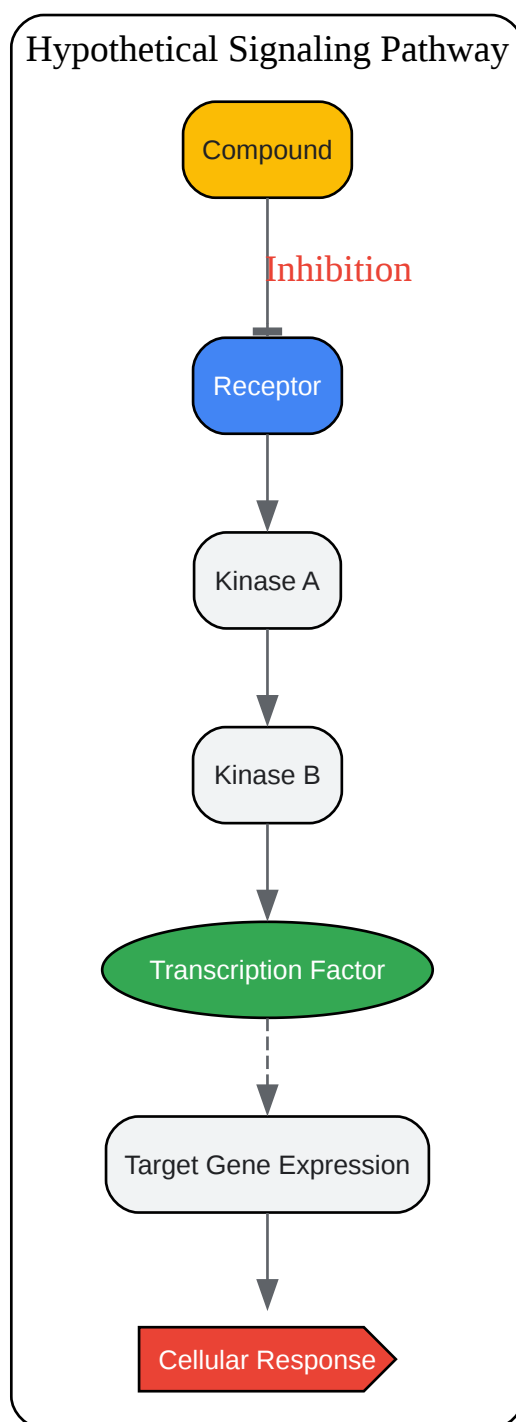 Hypothetical Signaling Pathway
Compound
Inhibition
Receptor
Kinase A
Kinase B
Transcription Factor
Target Gene Expression
Cellular Response